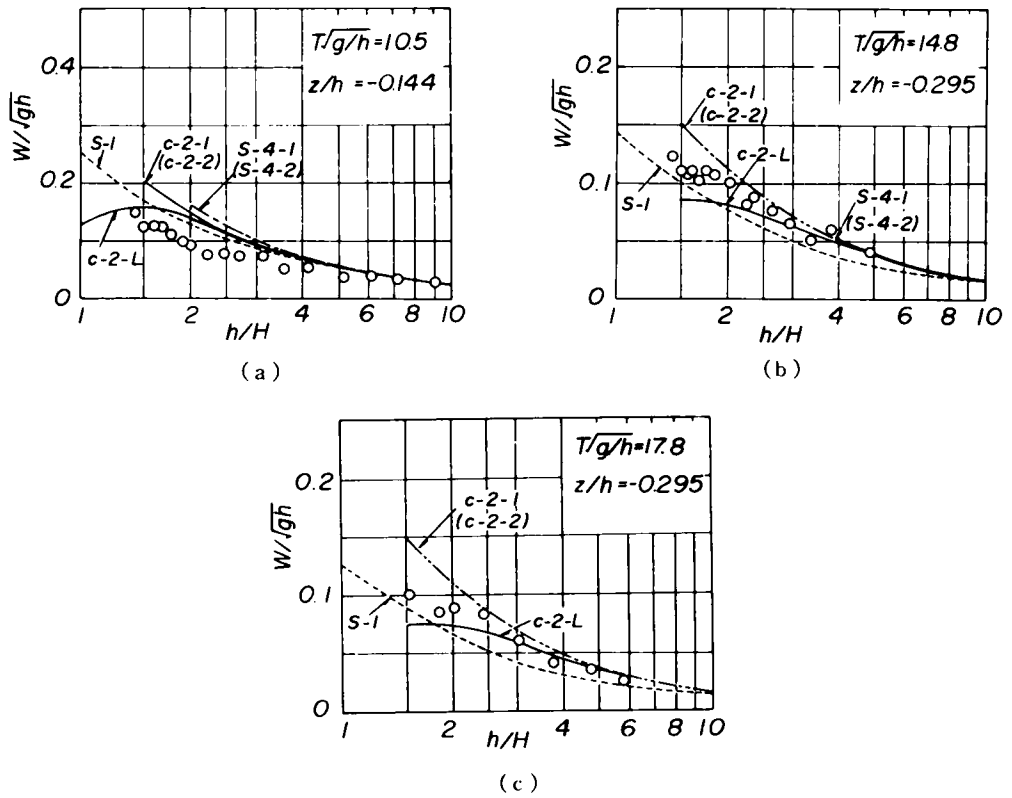 T√g/h=10.5
z/h=-0.144
0.4
0.2
0
W/√gh
S-1
c-2-1
(c-2-2)
S-4-1
(S-4-2)
c-2-L
1 2 4 6 8 10
h/H
(a)
T√g/h=14.8
z/h=-0.295
0.2
0.1
0
W/√gh
c-2-1
(c-2-2)
c-2-L
S-1
S-4-1
(S-4-2)
1 2 4 6 8 10
h/H
(b)
T√g/h=17.8
z/h=-0.295
0.2
0.1
0
W/√gh
c-2-1
(c-2-2)
S-1
c-2-L
1 2 4 6 8 10
h/H
(c)